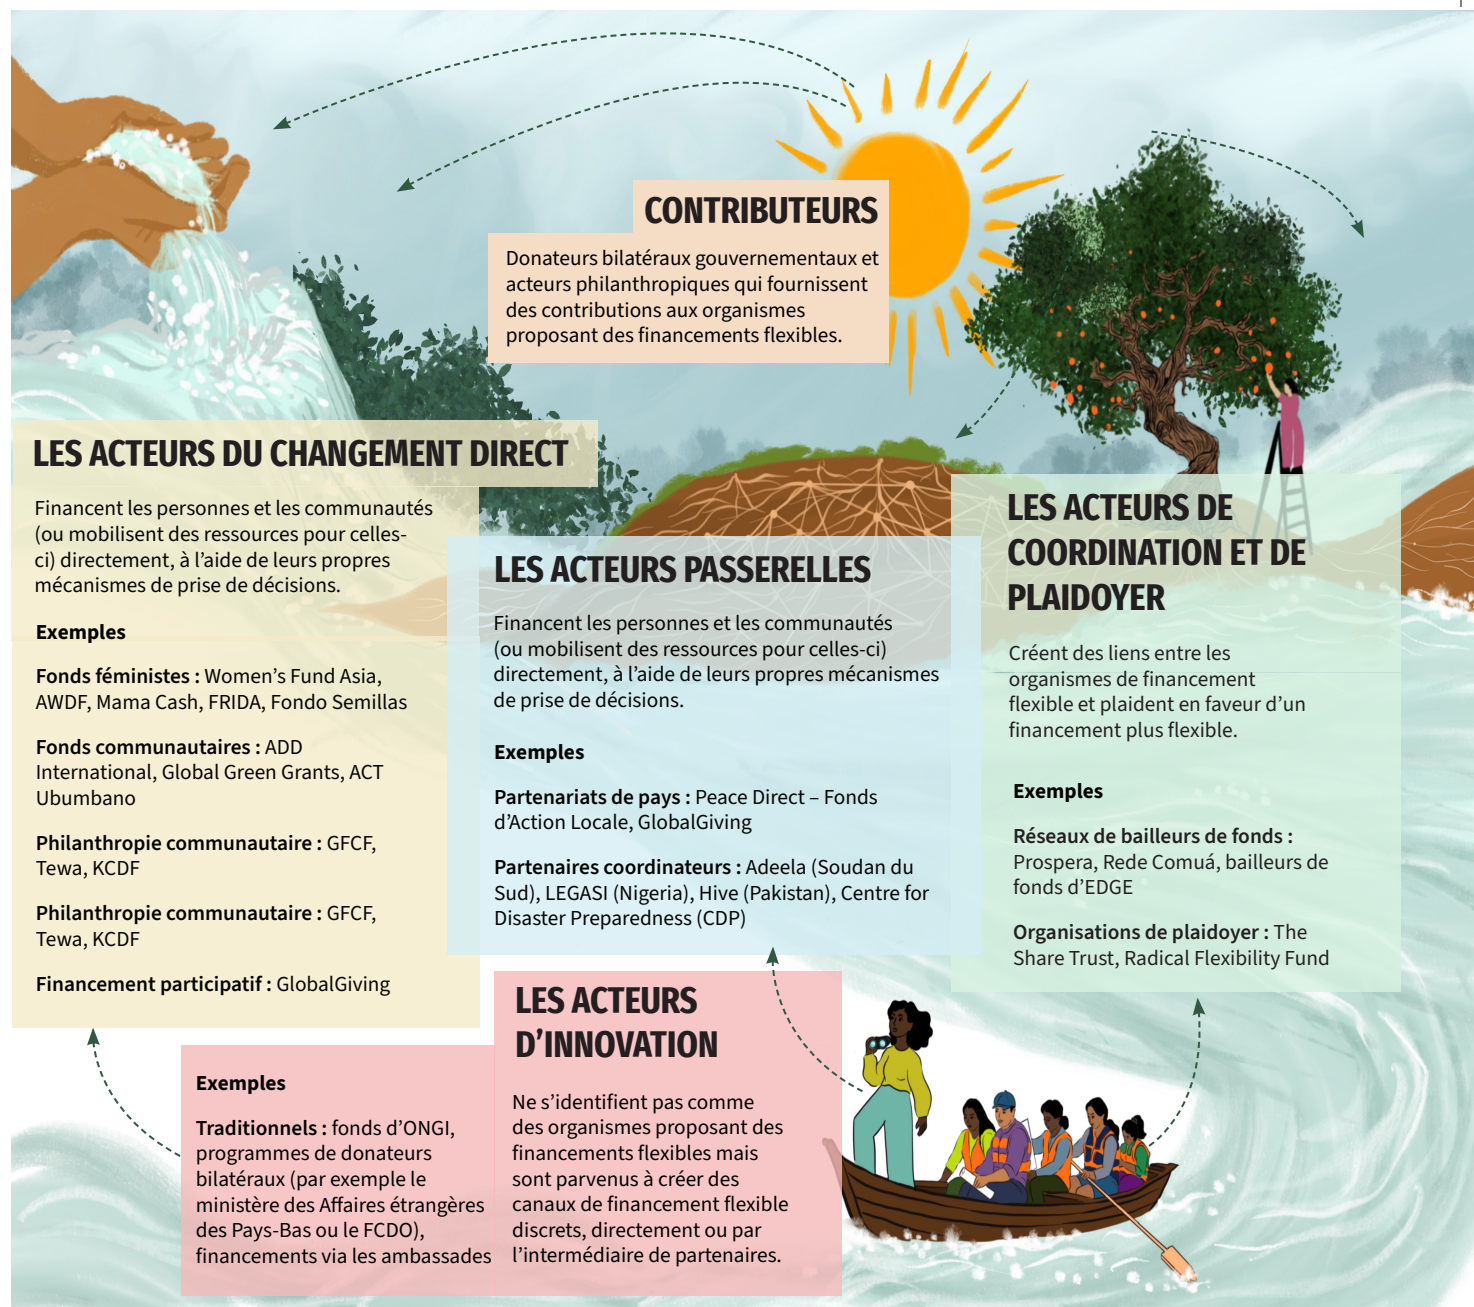 CONTRIBUTEURS
Donateurs bilatéraux gouvernementaux et
acteurs philanthropiques qui fournissent
des contributions aux organismes
proposant des financements flexibles.
LES ACTEURS DU CHANGEMENT DIRECT
Financent les personnes et les communautés
(ou mobilisent des ressources pour celles-
ci) directement, à l’aide de leurs propres
mécanismes de prise de décisions.
Exemples
Fonds féministes : Women’s Fund Asia,
AWDF, Mama Cash, FRIDA, Fondo Semillas
Fonds communautaires : ADD
International, Global Green Grants, ACT
Ubumbano
Philanthropie communautaire : GFCF,
Tewa, KCDF
Philanthropie communautaire : GFCF,
Tewa, KCDF
Financement participatif : GlobalGiving
LES ACTEURS PASSERELLES
Financent les personnes et les communautés
(ou mobilisent des ressources pour celles-ci)
directement, à l’aide de leurs propres mécanismes
de prise de décisions.
Exemples
Partenariats de pays : Peace Direct – Fonds
d’Action Locale, GlobalGiving
Partenaires coordinateurs : Adeela (Soudan du
Sud), LEGASI (Nigeria), Hive (Pakistan), Centre for
Disaster Preparedness (CDP)
LES ACTEURS DE
COORDINATION ET DE
PLAIDOYER
Créent des liens entre les
organismes de financement
flexible et plaident en faveur d’un
financement plus flexible.
Exemples
Réseaux de bailleurs de fonds :
Prospera, Rede Comuá, bailleurs de
fonds d’EDGE
Organisations de plaidoyer : The
Share Trust, Radical Flexibility Fund
LES ACTEURS
D’INNOVATION
Ne s’identifient pas comme
des organismes proposant des
financements flexibles mais
sont parvenus à créer des
canaux de financement flexible
discrets, directement ou par
l’intermédiaire de partenaires.
Exemples
Traditionnels : fonds d’ONGI,
programmes de donateurs
bilatéraux (par exemple le
ministère des Affaires étrangères
des Pays-Bas ou le FCDO),
financements via les ambassades